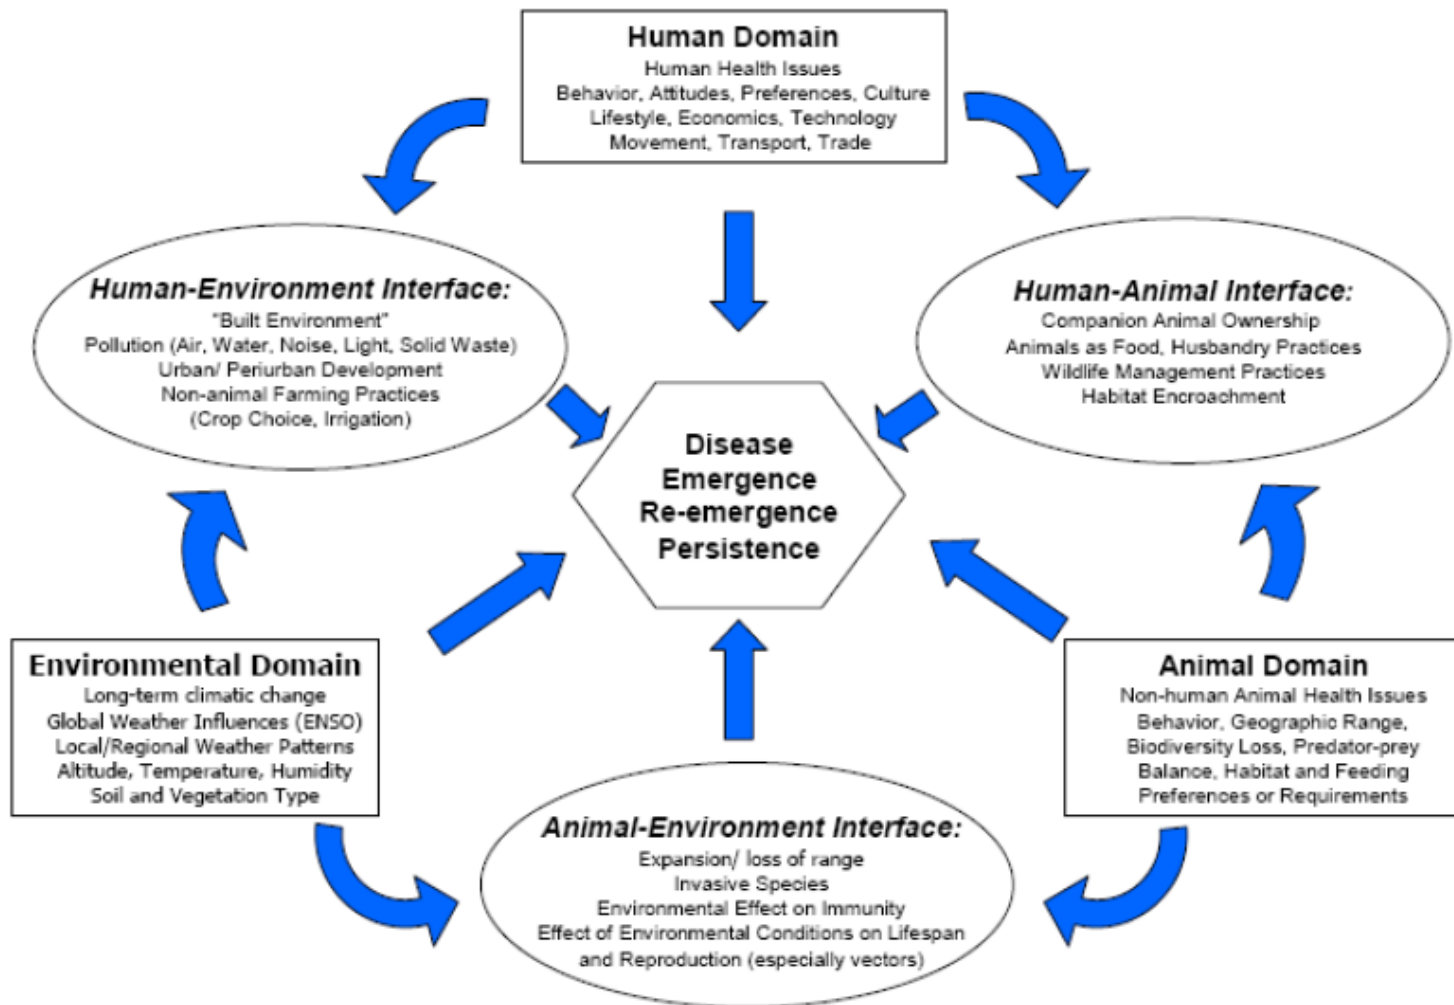 Human Domain
Human Health Issues
Behavior, Attitudes, Preferences, Culture
Lifestyle, Economics, Technology
Movement, Transport, Trade
Human-Environment Interface:
"Built Environment"
Pollution (Air, Water, Noise, Light, Solid Waste)
Urban/ Periurban Development
Non-animal Farming Practices
(Crop Choice, Irrigation)
Human-Animal Interface:
Companion Animal Ownership
Animals as Food, Husbandry Practices
Wildlife Management Practices
Habitat Encroachment
Disease
Emergence
Re-emergence
Persistence
Environmental Domain
Long-term climatic change
Global Weather Influences (ENSO)
Local/Regional Weather Patterns
Altitude, Temperature, Humidity
Soil and Vegetation Type
Animal Domain
Non-human Animal Health Issues
Behavior, Geographic Range,
Biodiversity Loss, Predator-prey
Balance, Habitat and Feeding
Preferences or Requirements
Animal-Environment Interface:
Expansion/ loss of range
Invasive Species
Environmental Effect on Immunity
Effect of Environmental Conditions on Lifespan
and Reproduction (especially vectors)